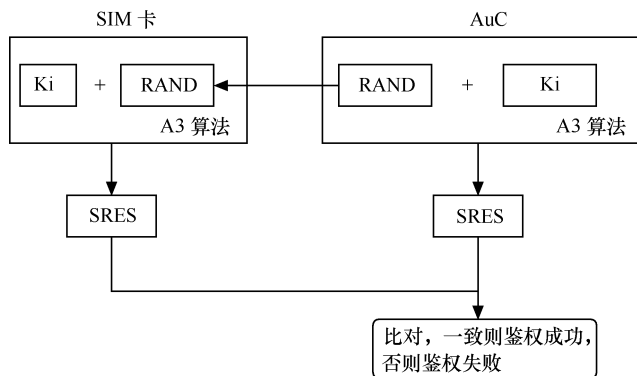 SIM 卡
AuC
Ki + RAND
RAND + Ki
A3 算法
A3 算法
SRES
SRES
比对，一致则鉴权成功，
否则鉴权失败